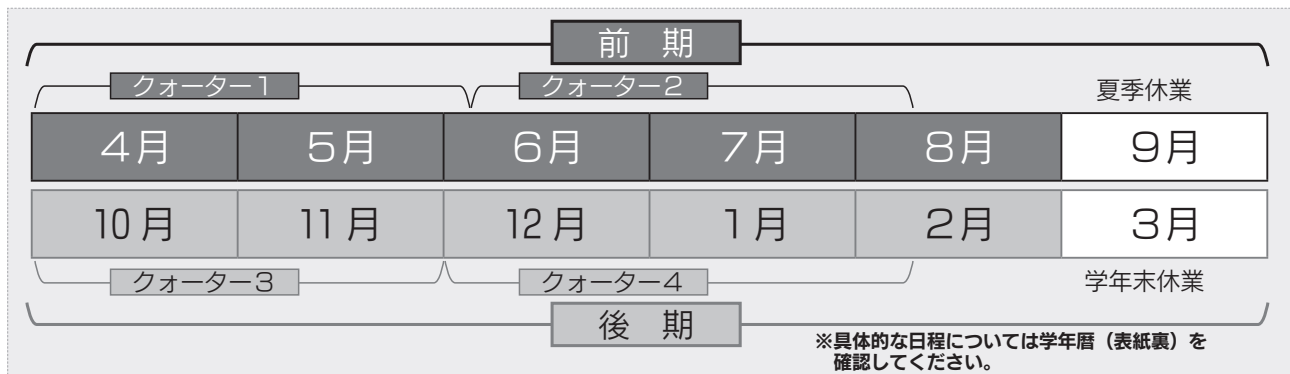 前　期
クォーター1　クォーター2　夏季休業
4月　5月　6月　7月　8月　9月
10月　11月　12月　1月　2月　3月
クォーター3　クォーター4　学年末休業
後　期
※具体的な日程については学年暦（表紙裏）を
確認してください。